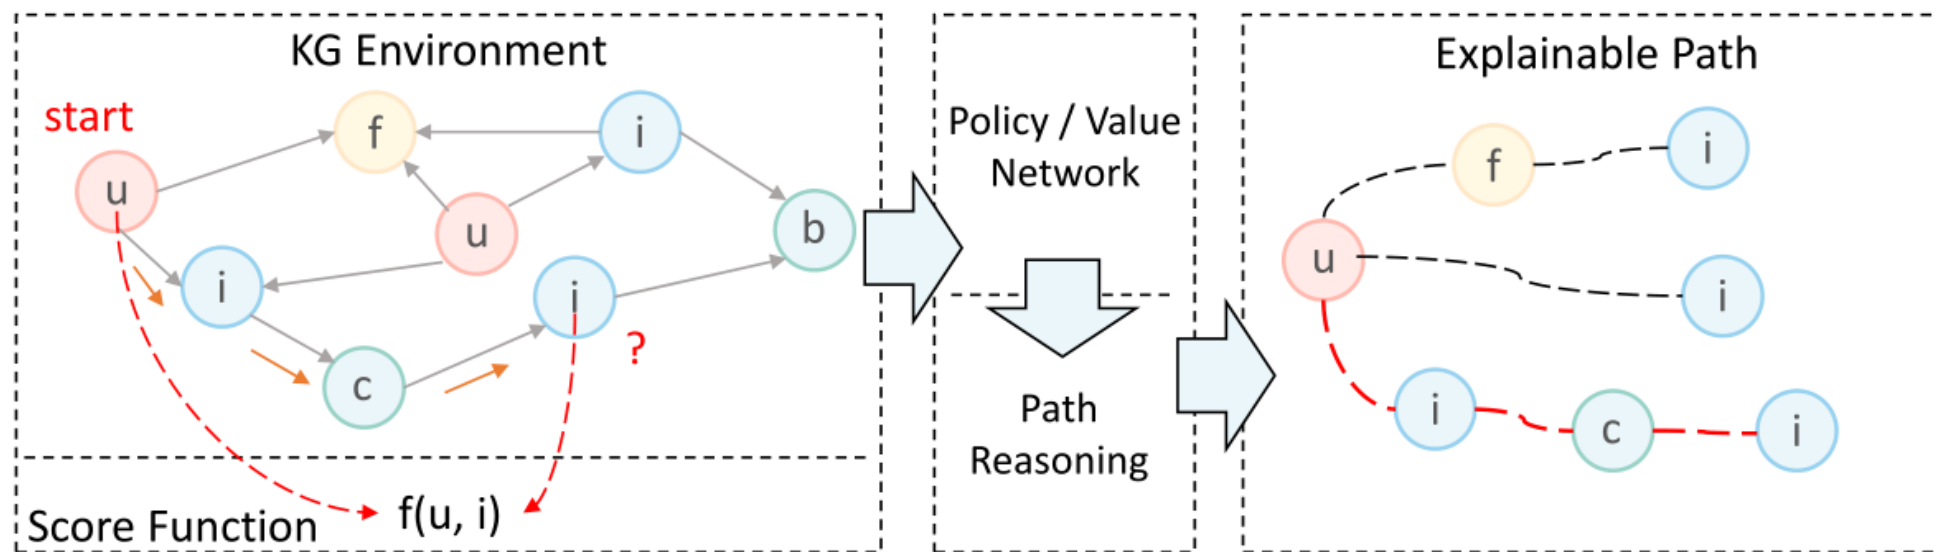 KG Environment
start
u
f
i
u
b
i
i
?
c
Score Function
f(u, i)
Policy / Value
Network
Path
Reasoning
Explainable Path
f
i
u
i
i
c
i